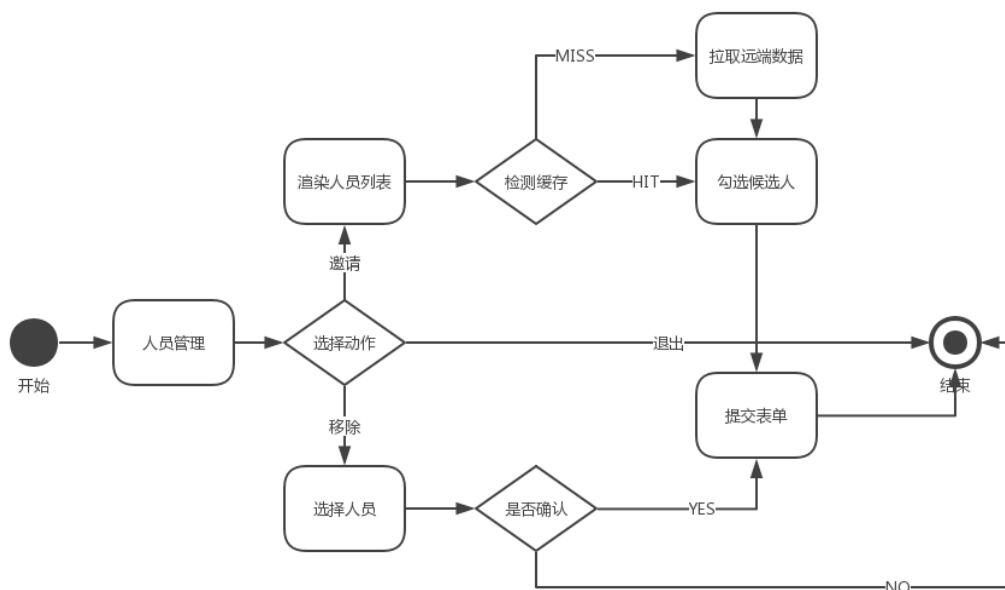 MISS
拉取远端数据
渲染人员列表
检测缓存
HIT
勾选候选人
邀请
人员管理
选择动作
退出
开始
结束
提交表单
移除
选择人员
是否确认
YES
NO